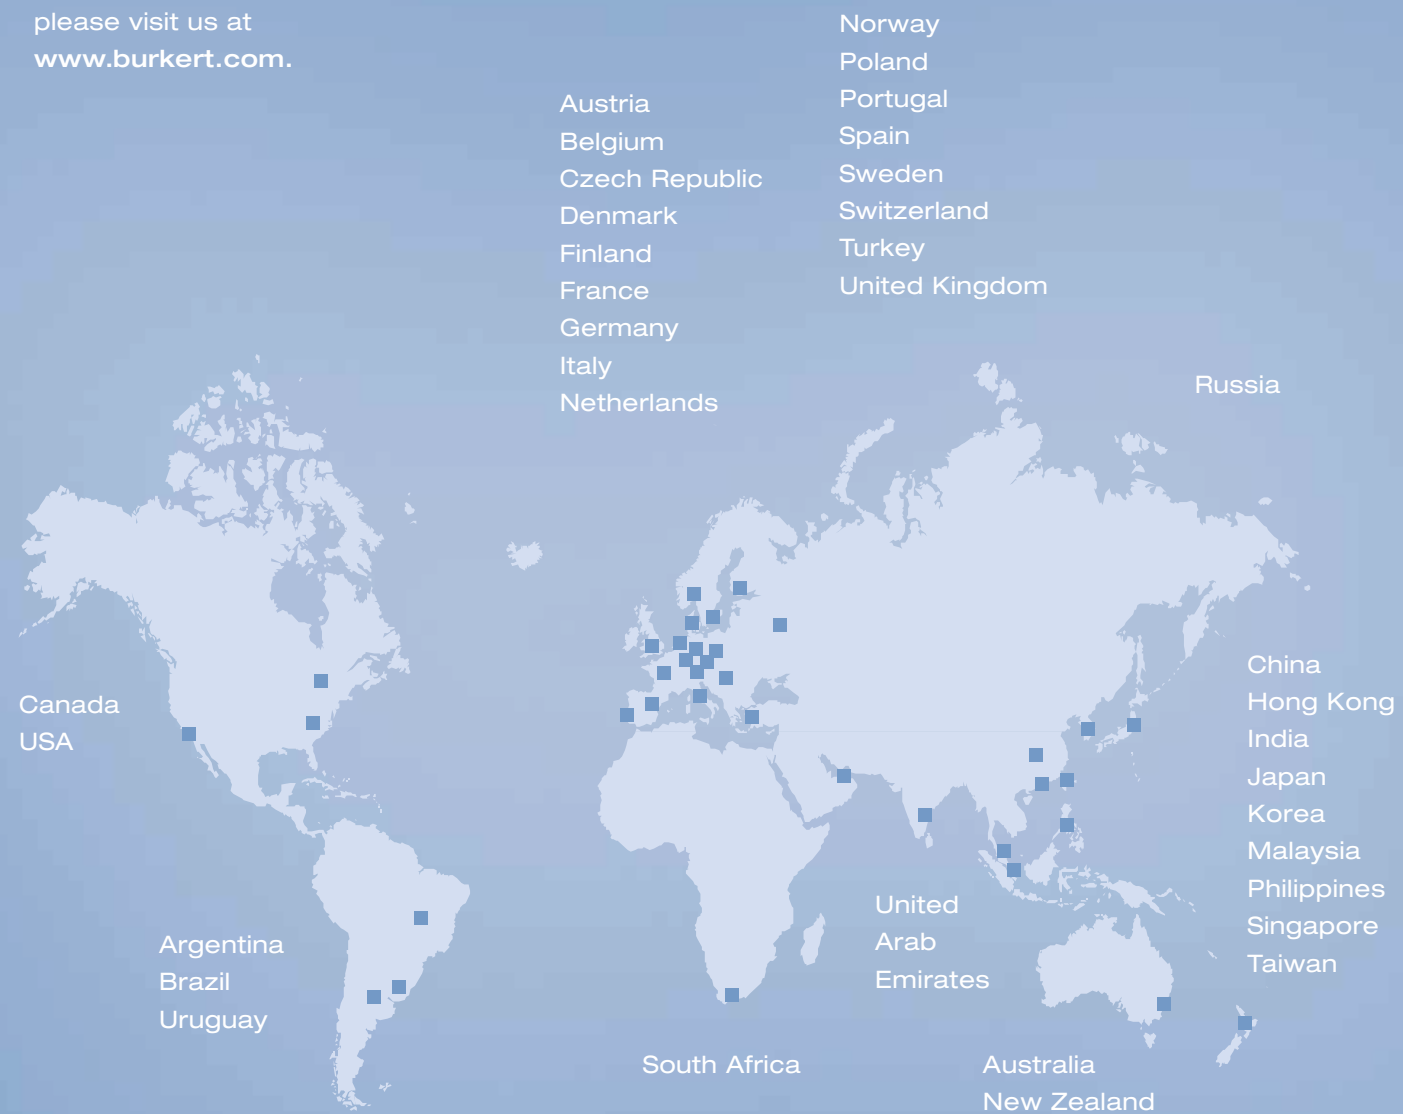 please visit us at
www.burkert.com.
Austria
Belgium
Czech Republic
Denmark
Finland
France
Germany
Italy
Netherlands
Norway
Poland
Portugal
Spain
Sweden
Switzerland
Turkey
United Kingdom
Russia
Canada
USA
China
Hong Kong
India
Japan
Korea
Malaysia
Philippines
Singapore
Taiwan
Argentina
Brazil
Uruguay
United
Arab
Emirates
South Africa
Australia
New Zealand